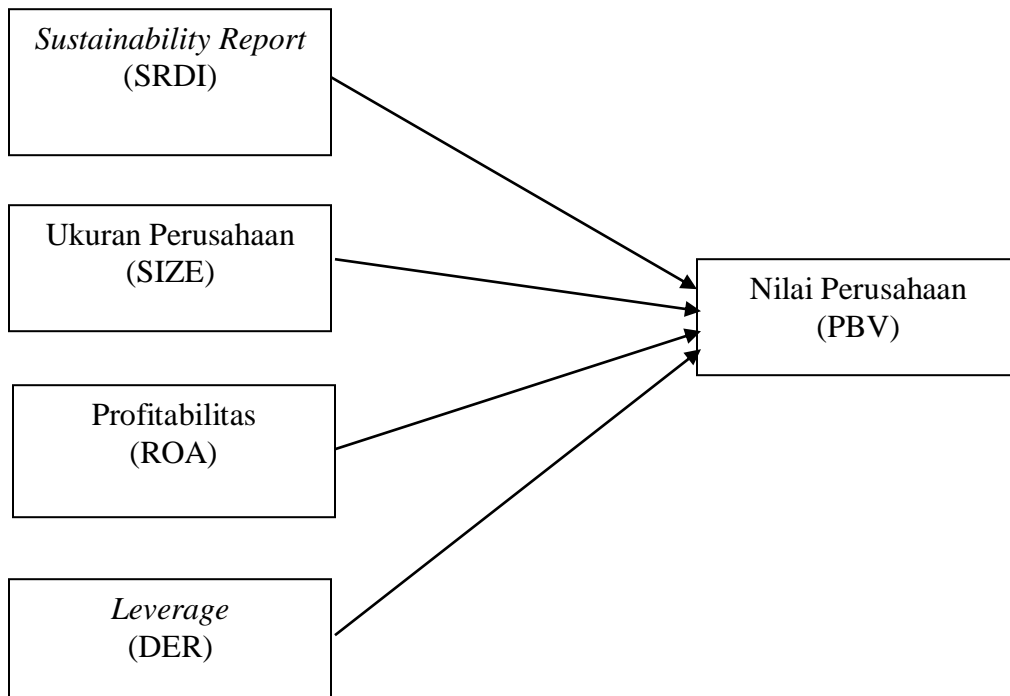 Sustainability Report
(SRDI)
Ukuran Perusahaan
(SIZE)
Profitabilitas
(ROA)
Leverage
(DER)
Nilai Perusahaan
(PBV)